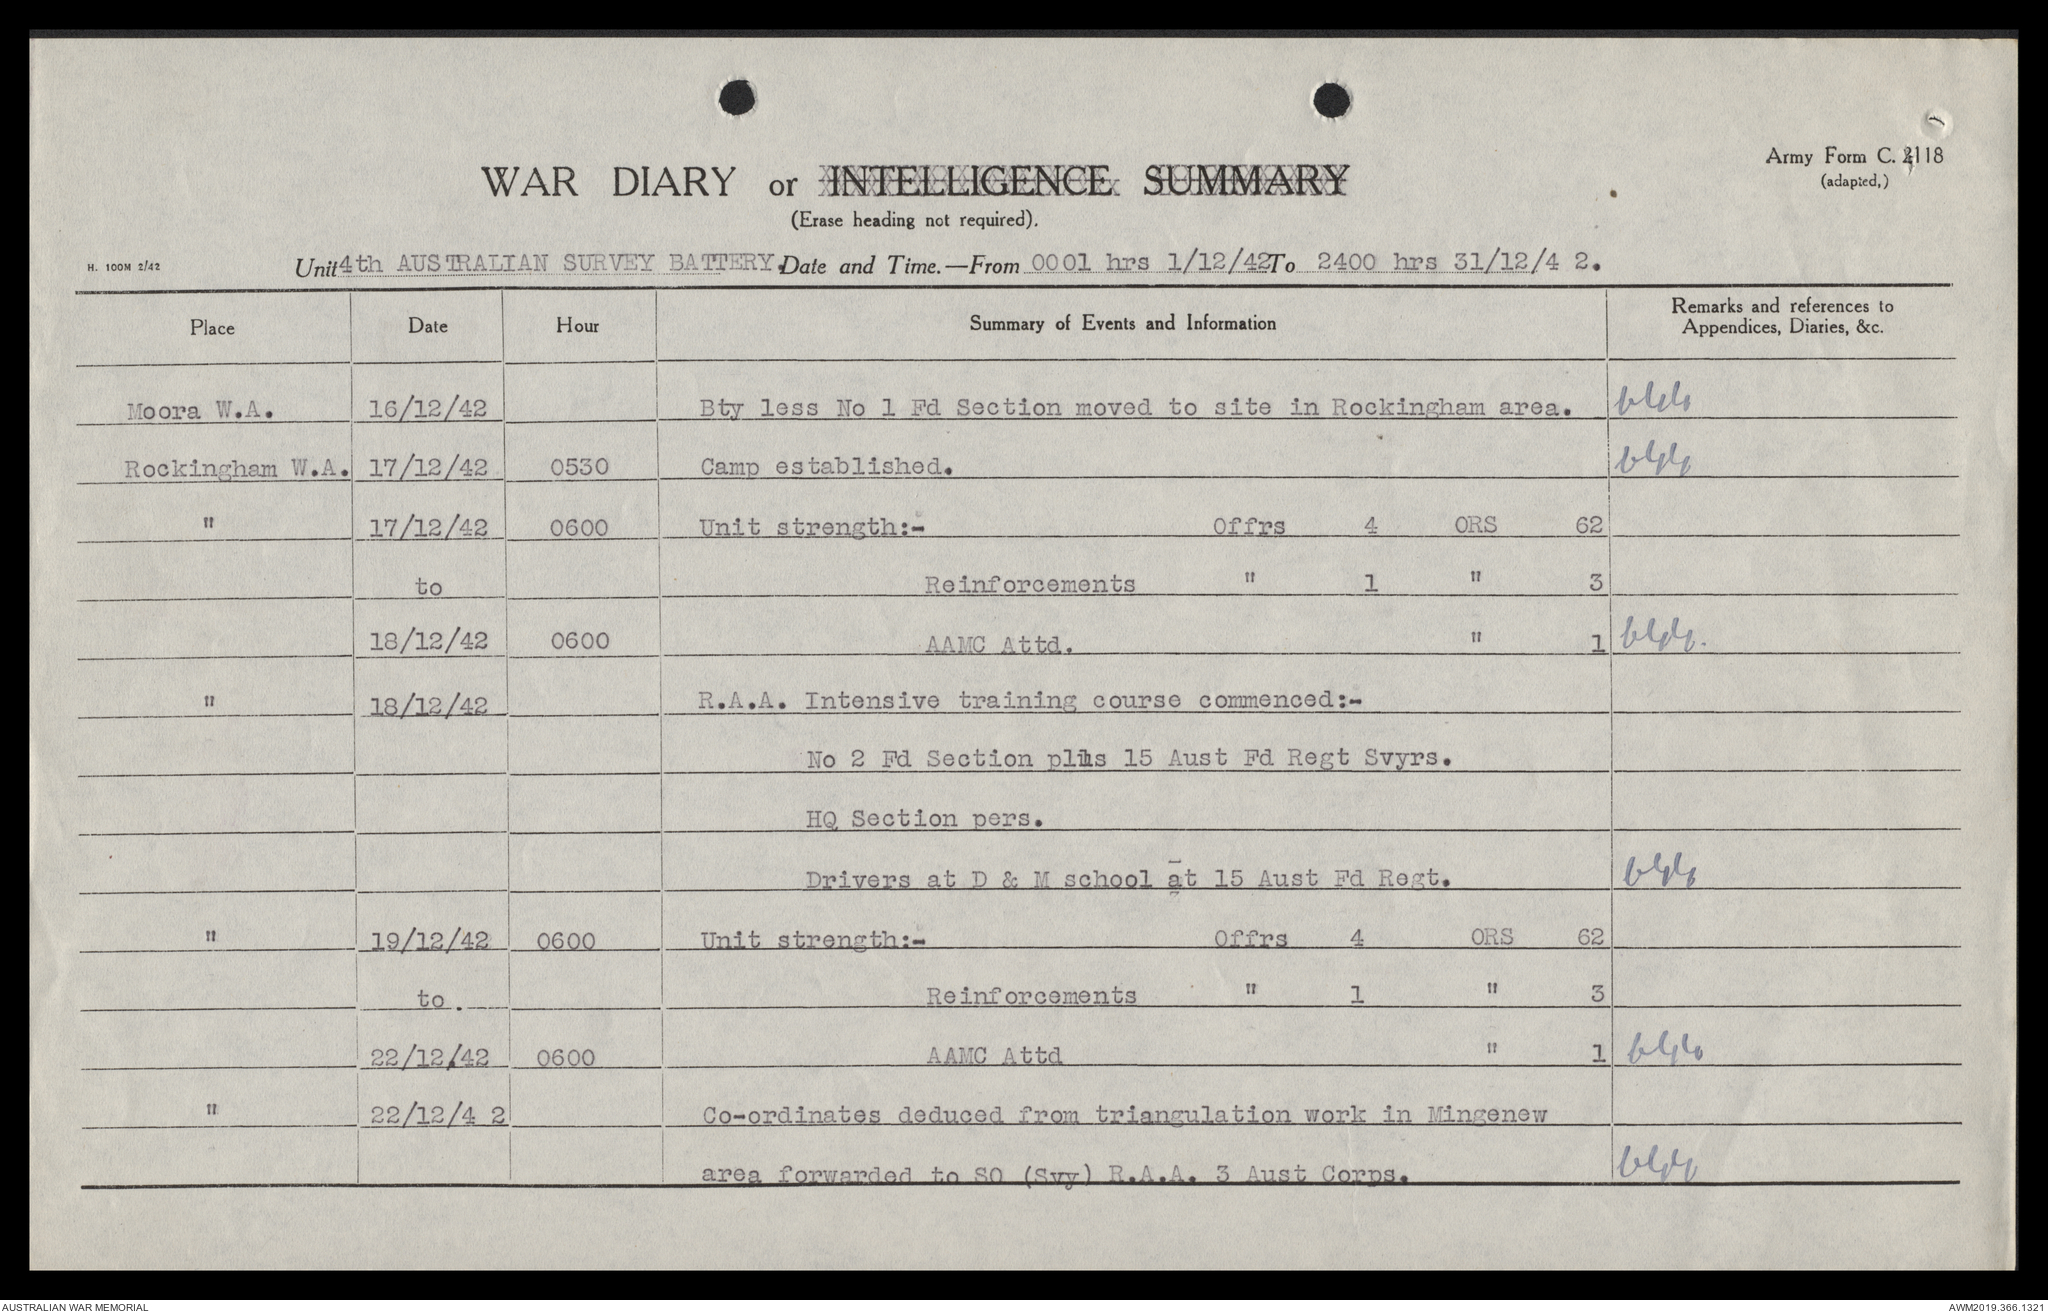 Army Form C. 2118
(adapted,)
WAR DIARY or INTELLIGENCE SUMMARY
(Erase heading not required).
H. 100M 2/42
Unit 4th AUSTRALIAN SURVEY BATTERY. Date and Time.—From 0001 hrs 1/12/42 To 2400 hrs 31/12/4 2.
Place Date Hour Summary of Events and Information Remarks and references to
Appendices, Diaries, &c.
Moora W.A. 16/12/42 Bty less No 1 Fd Section moved to site in Rockingham area.
Rockingham W.A. 17/12/42 0530 Camp established.
" 17/12/42 0600 Unit strength:- Offrs 4 ORS 62
to Reinforcements " 1 " 3
18/12/42 0600 AAMC Attd. " 1
" 18/12/42 R.A.A. Intensive training course commenced:-
No 2 Fd Section plus 15 Aust Fd Regt Svyrs.
HQ Section pers.
Drivers at D & M school at 15 Aust Fd Regt.
" 19/12/42 0600 Unit strength:- Offrs 4 ORS 62
to . Reinforcements " 1 " 3
22/12/42 0600 AAMC Attd " 1
" 22/12/4 2 Co-ordinates deduced from triangulation work in Mingenew
area forwarded to SO (Svy) R.A.A. 3 Aust Corps.
AUSTRALIAN WAR MEMORIAL AWM2019.366.1321